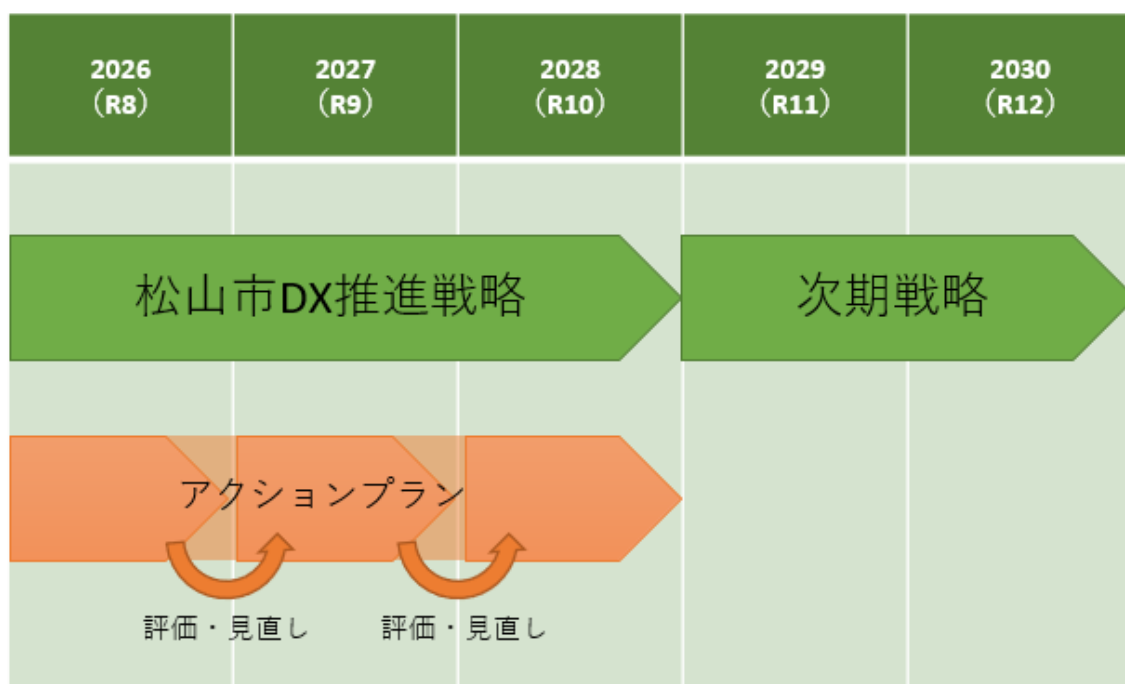 2026
（R8）
2027
（R9）
2028
（R10）
2029
（R11）
2030
（R12）
松山市DX推進戦略
次期戦略
アクションプラン
評価・見直し
評価・見直し